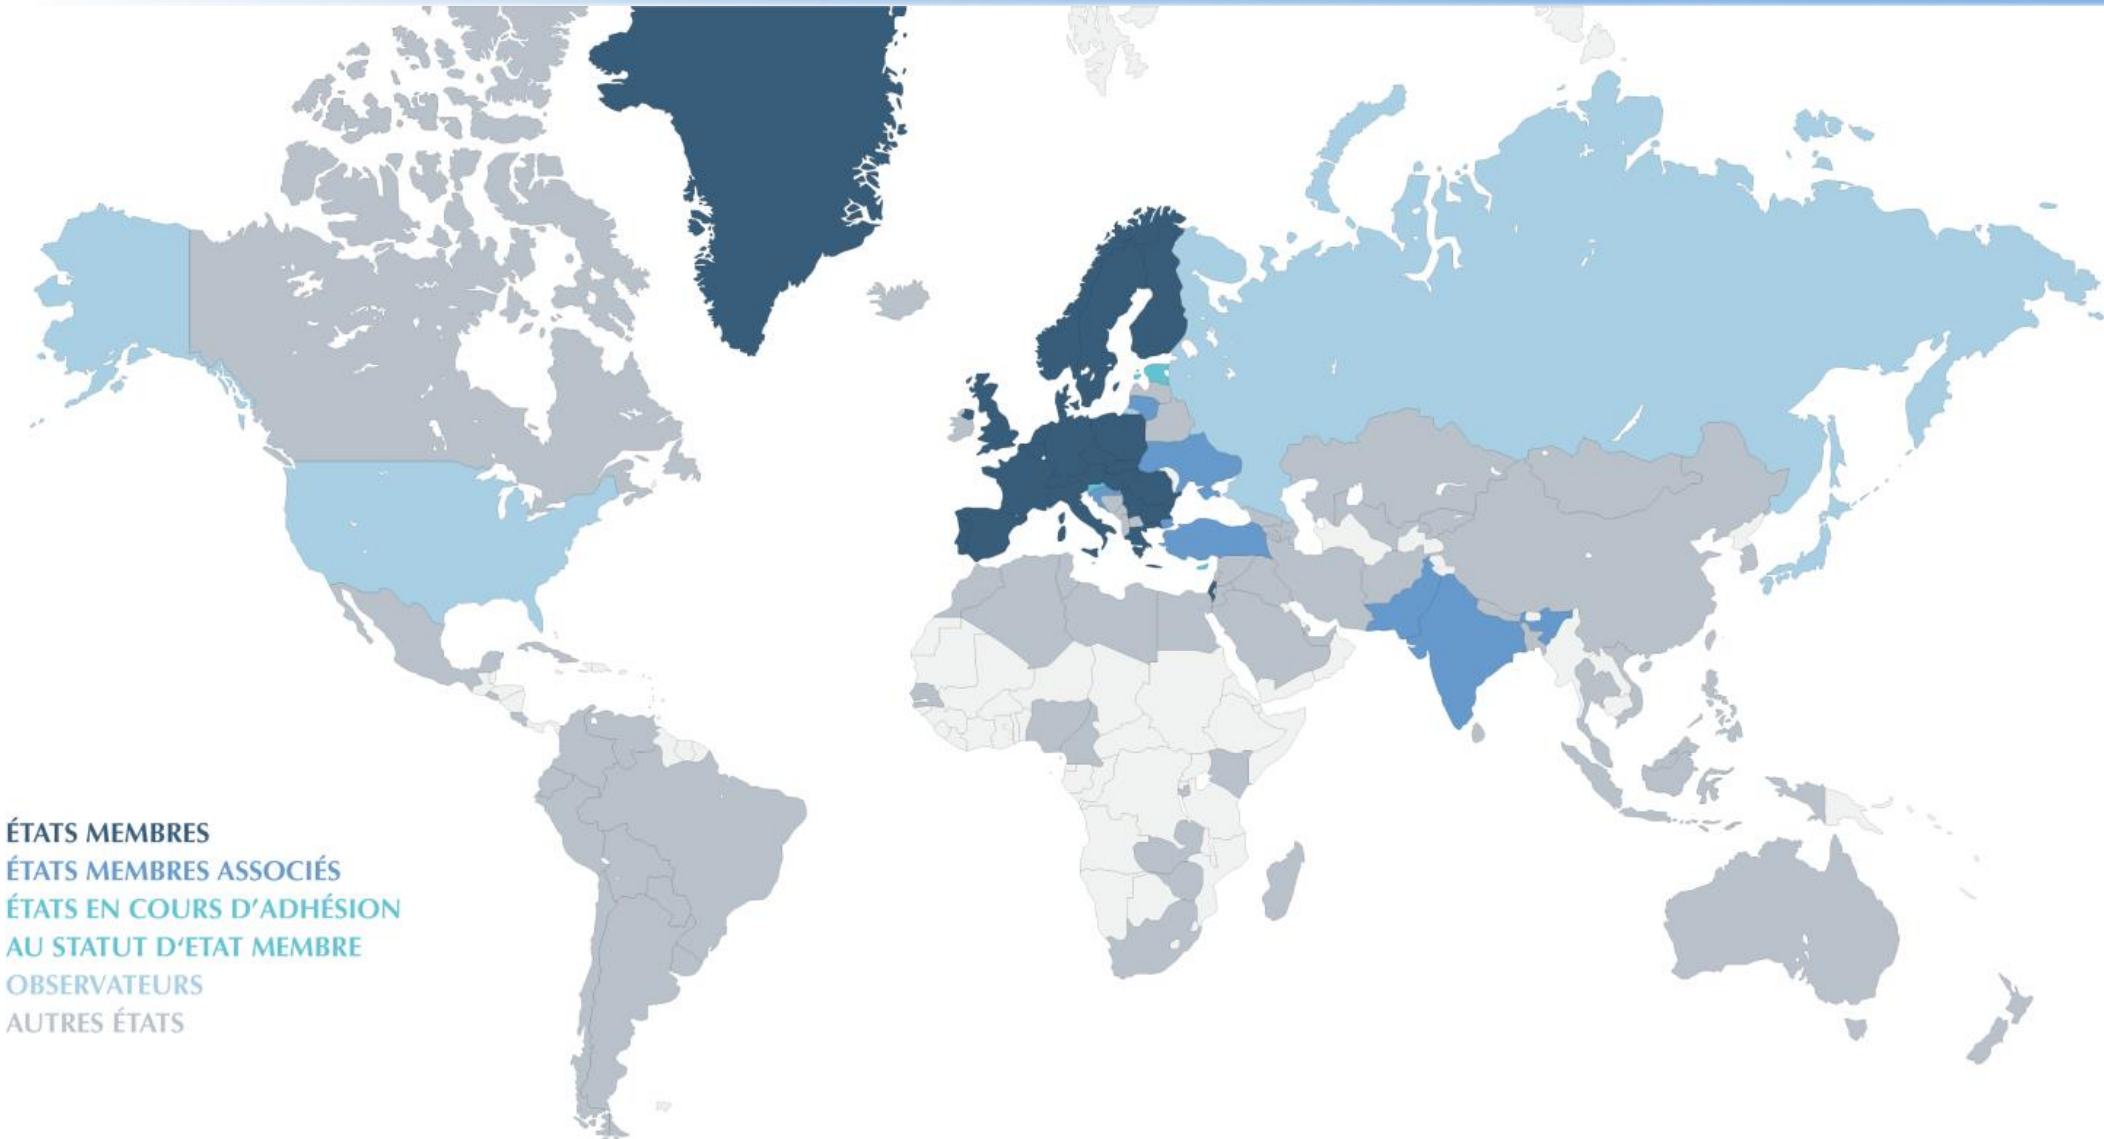 ÉTATS MEMBRES
ÉTATS MEMBRES ASSOCIÉS
ÉTATS EN COURS D'ADHÉSION
AU STATUT D'ETAT MEMBRE
OBSERVATEURS
AUTRES ÉTATS